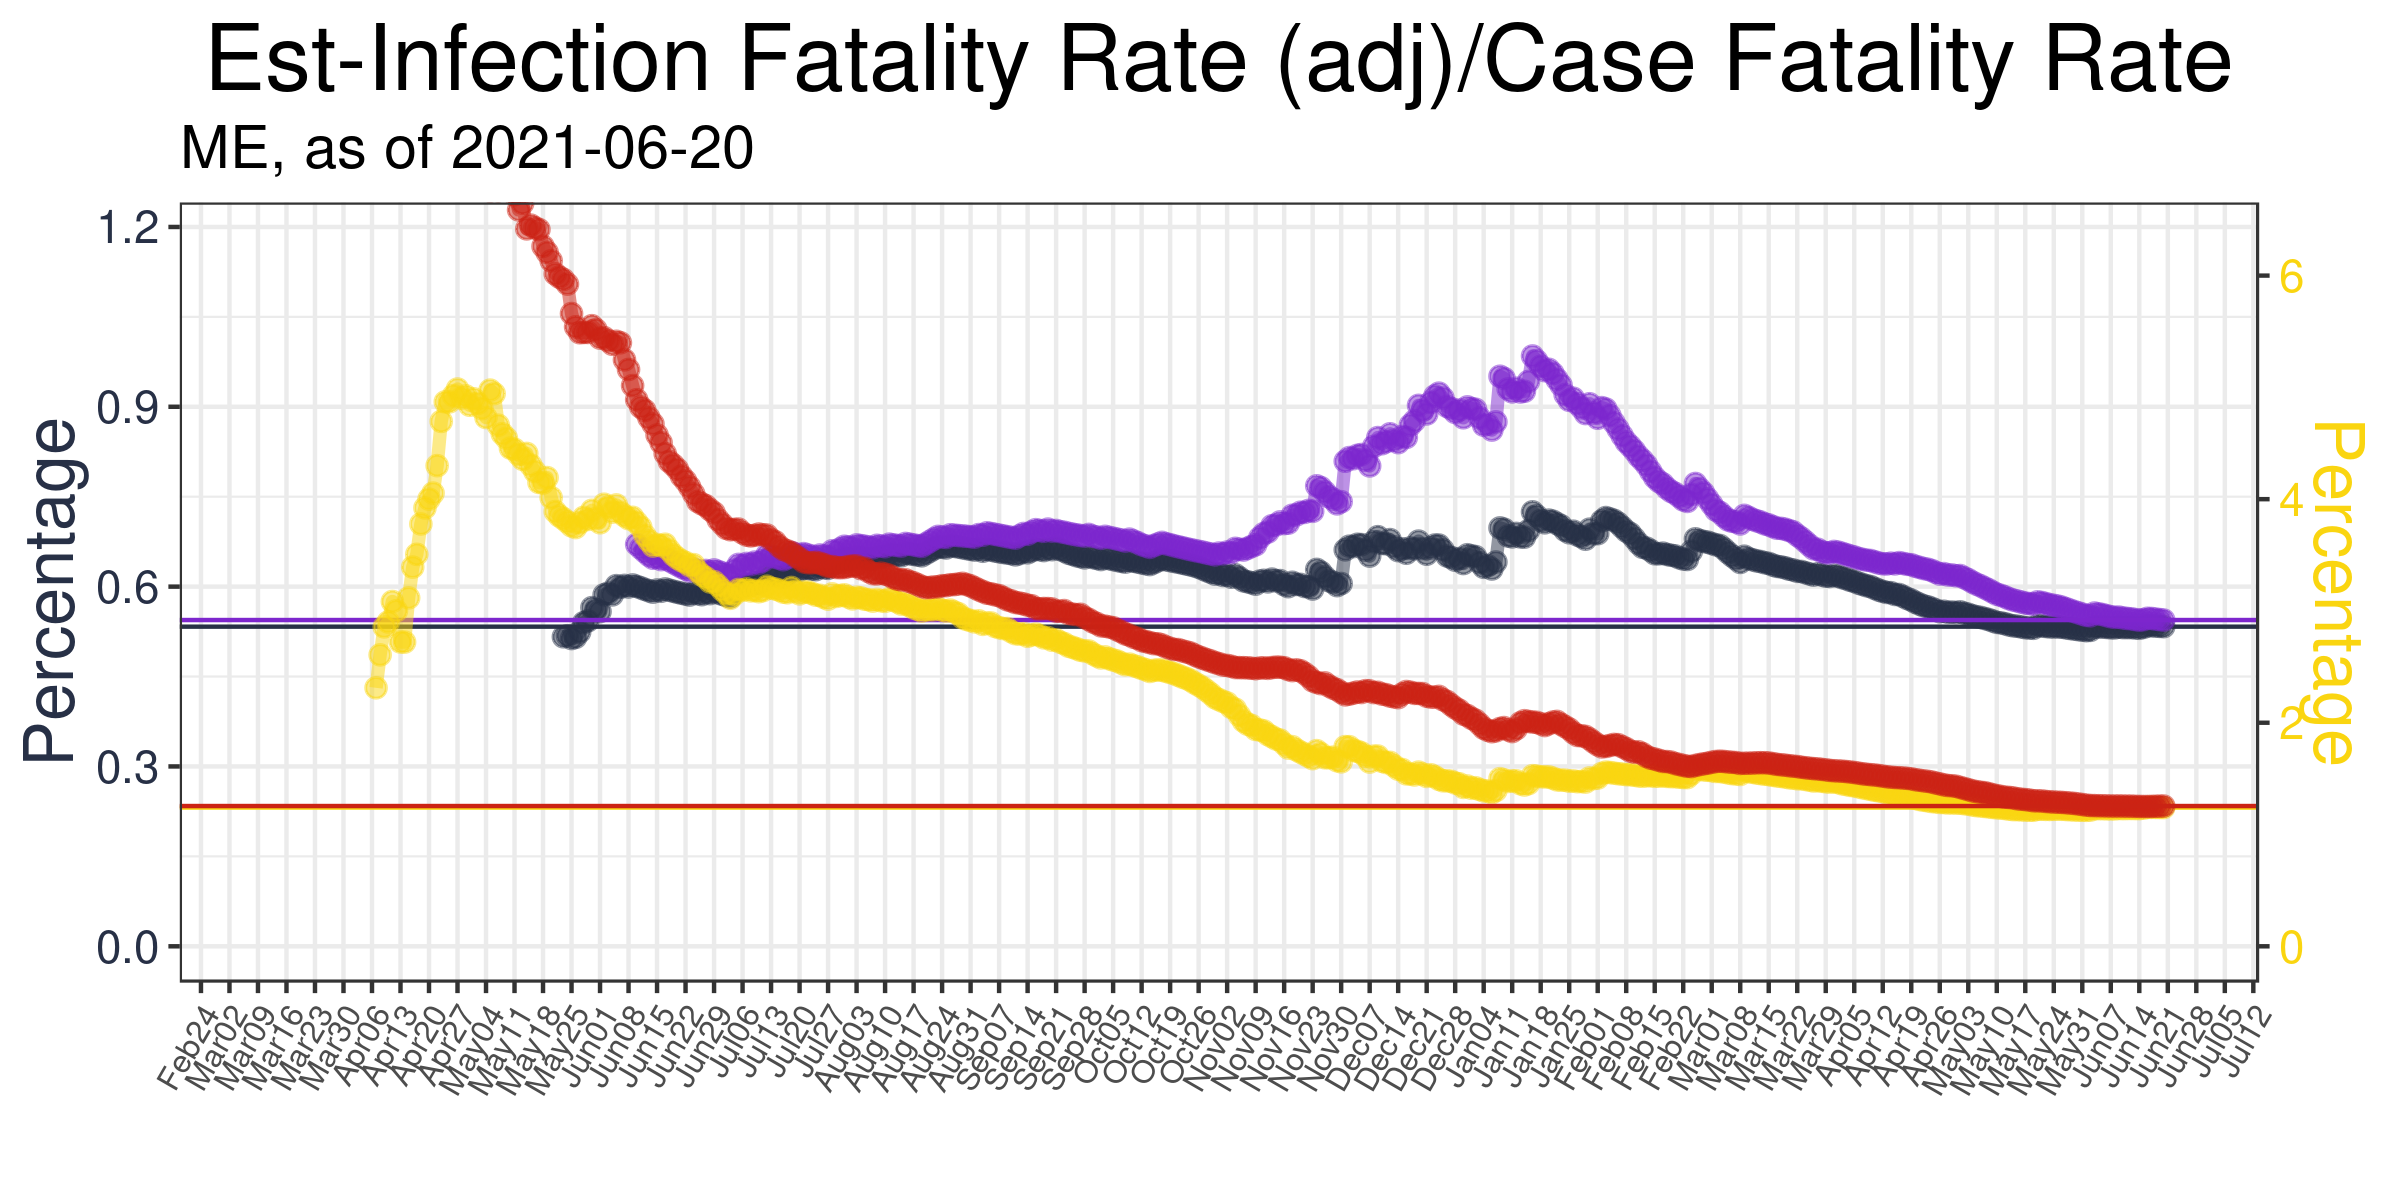 Est-Infection Fatality Rate (adj)/Case Fatality Rate
ME, as of 2021-06-20
Percentage
1.2
0.9
0.6
0.3
0.0
6
4
2
0
Percentage
Feb24
Mar02
Mar09
Mar16
Mar23
Mar30
Apr06
Apr13
Apr20
Apr27
May04
May11
May18
May25
Jun01
Jun08
Jun15
Jun22
Jun29
Jul06
Jul13
Jul20
Jul27
Aug03
Aug10
Aug17
Aug24
Aug31
Sep07
Sep14
Sep21
Sep28
Oct05
Oct12
Oct19
Oct26
Nov02
Nov09
Nov16
Nov23
Nov30
Dec07
Dec14
Dec21
Dec28
Jan04
Jan11
Jan18
Jan25
Feb01
Feb08
Feb15
Feb22
Mar01
Mar08
Mar15
Mar22
Mar29
Apr05
Apr12
Apr19
Apr26
May03
May10
May17
May24
May31
Jun07
Jun14
Jun21
Jun28
Jul05
Jul12